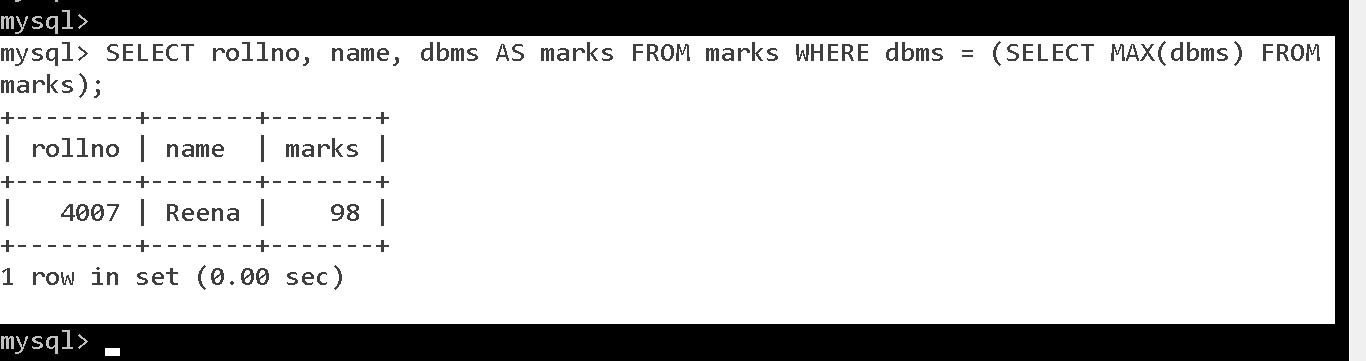 mysql>
mysql> SELECT rollno, name, dbms AS marks FROM marks WHERE dbms = (SELECT MAX(dbms) FROM
marks);
+--------+-------+-------+
| rollno | name  | marks |
+--------+-------+-------+
|   4007 | Reena |    98 |
+--------+-------+-------+
1 row in set (0.00 sec)
mysql>